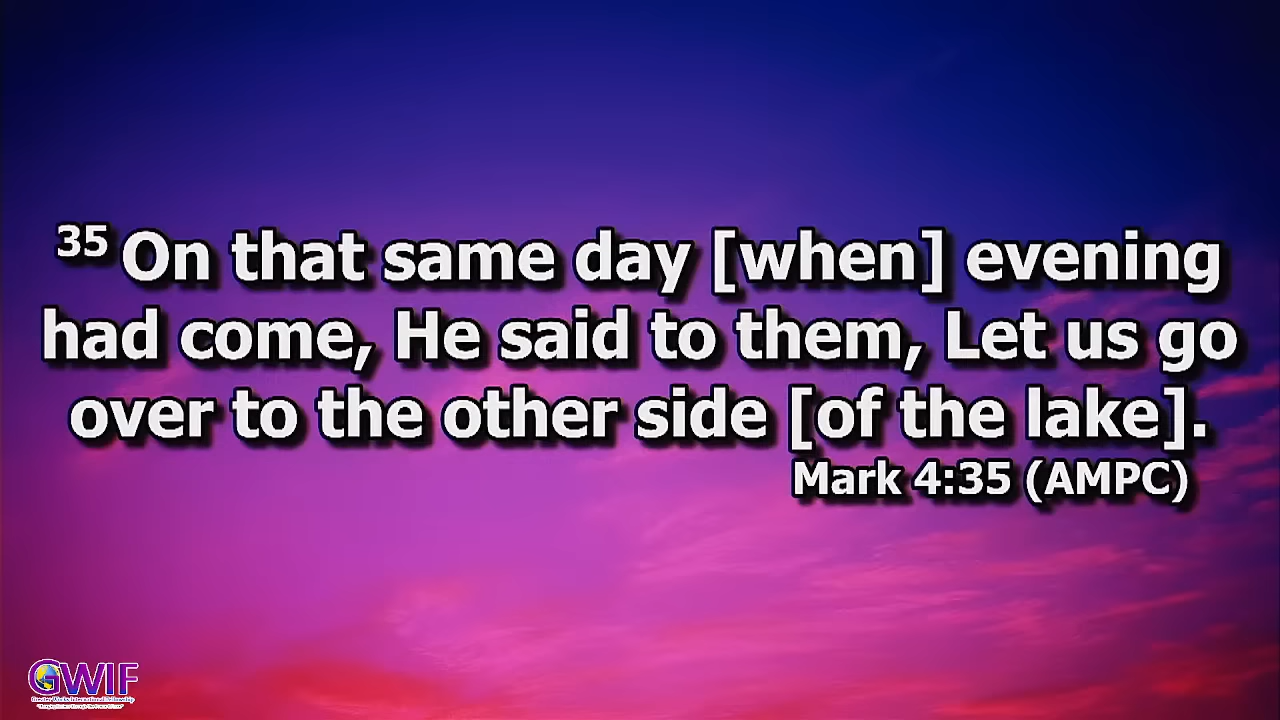 35 On that same day [when] evening
had come, He said to them, Let us go
over to the other side [of the lake].
Mark 4:35 (AMPC)
GWIF